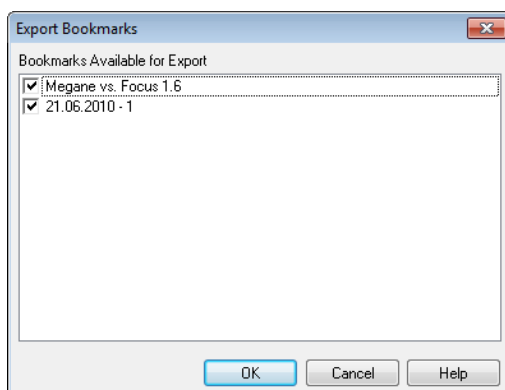 Export Bookmarks
Bookmarks Available for Export
Megane vs. Focus 1.6
21.06.2010 - 1
OK Cancel Help